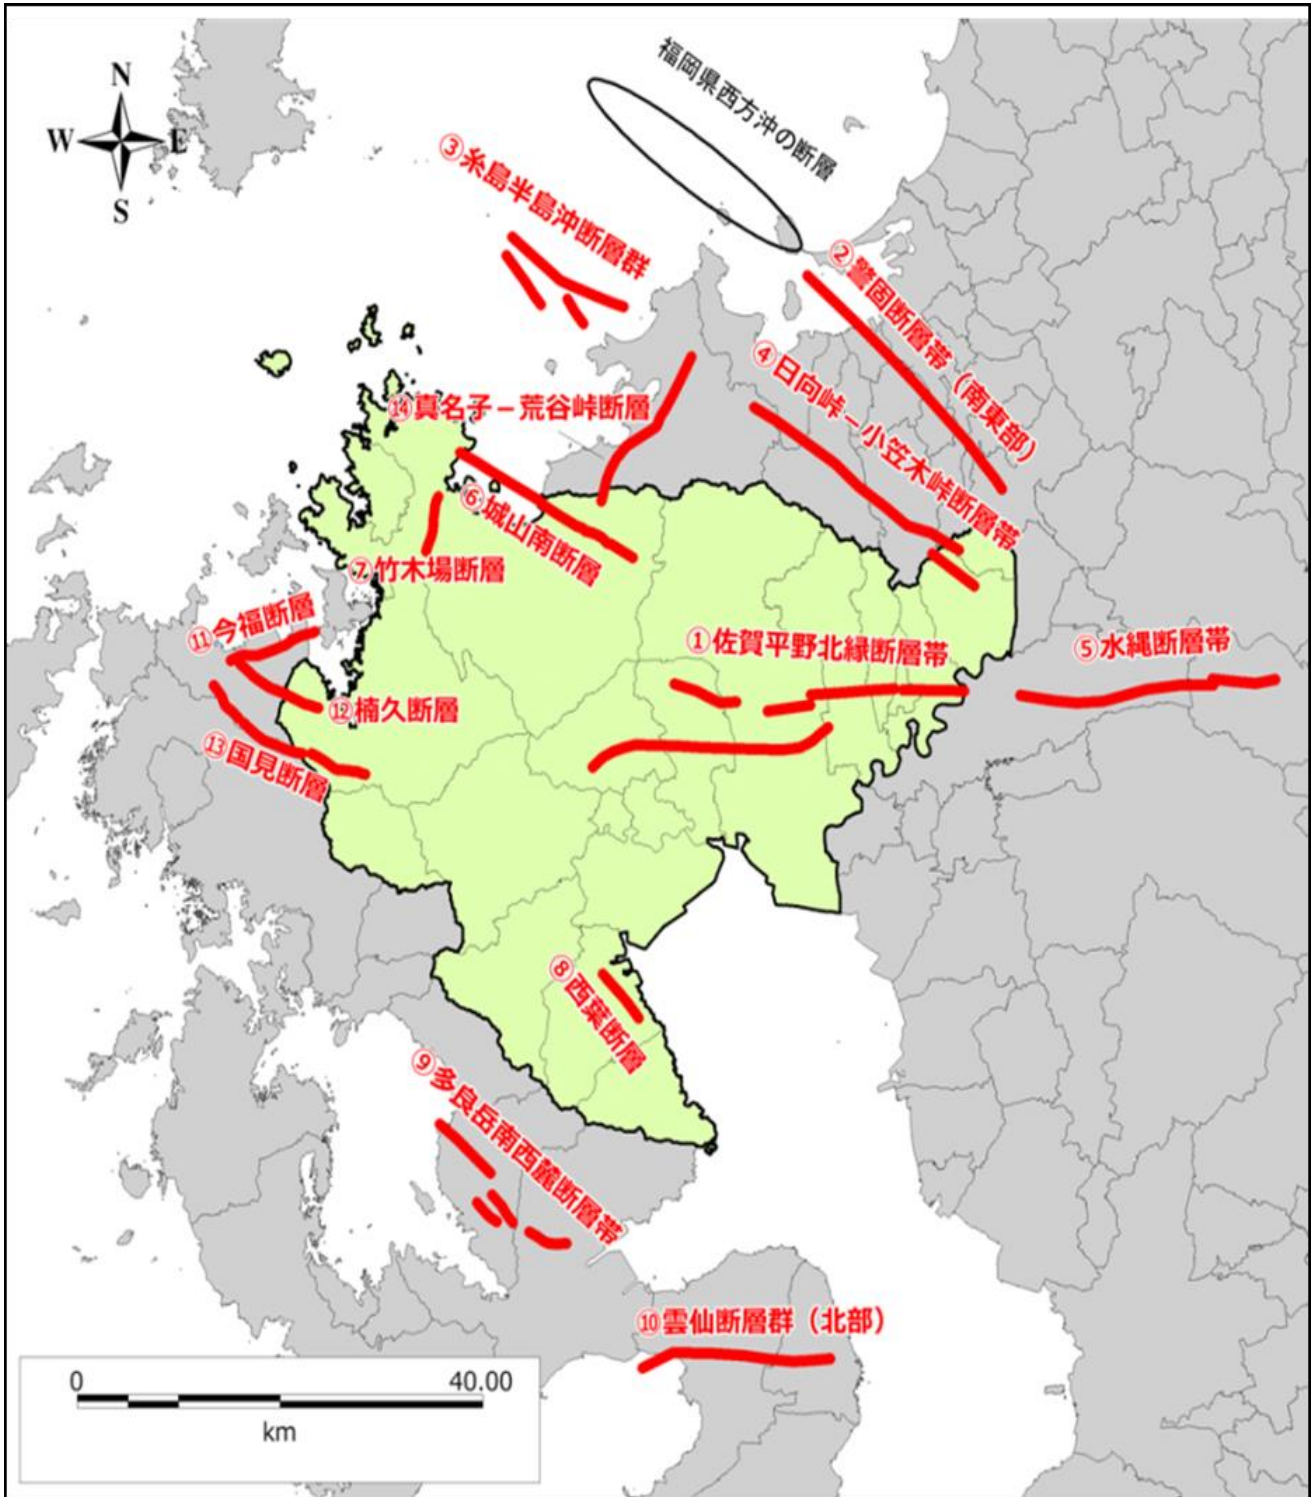 N
W
E
S
福岡県西方沖の断層
③糸島半島沖断層群
②警固断層帯（南東部）
④日向峠－小笠木峠断層帯
⑭真名子－荒谷峠断層
⑥城山南断層
⑦竹木場断層
⑪今福断層
①佐賀平野北縁断層帯
⑤水縄断層帯
⑫楠久断層
⑬国見断層
⑧西葉断層
⑨多良岳南西麓断層帯
⑩雲仙断層群（北部）
0
40.00
km